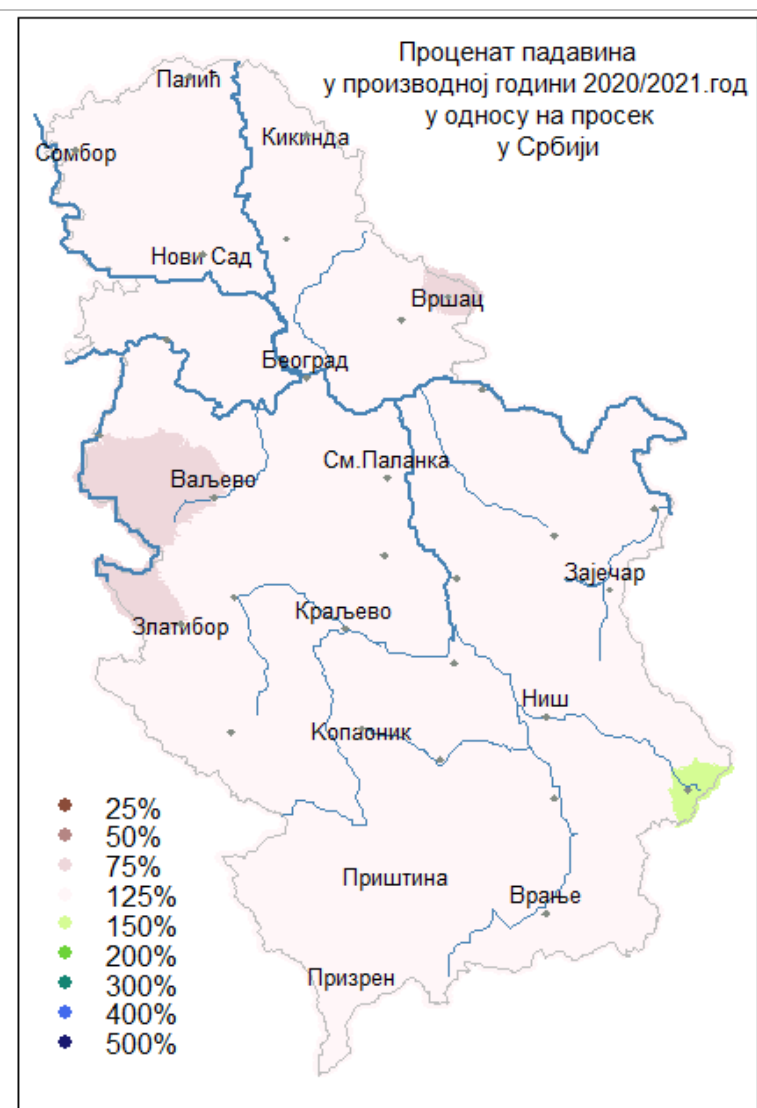 Проценат падавина
у производној години 2020/2021.год
у односу на просек
у Србији
Палић
Кикинда
Сомбор
Нови Сад
Вршац
Београд
См.Паланка
Ваљево
Зајечар
Краљево
Златибор
Ниш
Копаоник
Приштина
Врање
Призрен
25%
50%
75%
125%
150%
200%
300%
400%
500%